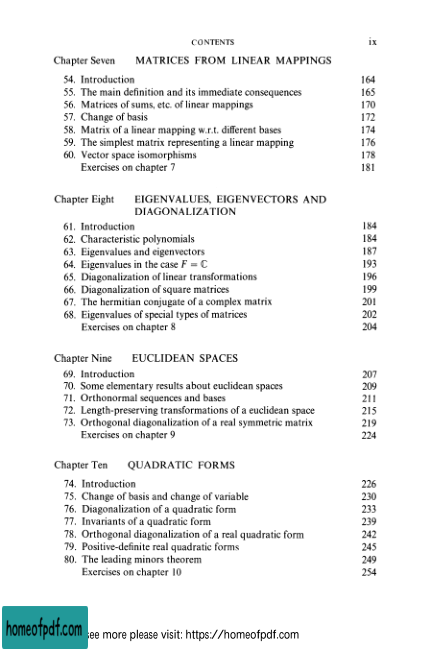 CONTENTS ix
Chapter Seven MATRICES FROM LINEAR MAPPINGS
54. Introduction 164
55. The main definition and its immediate consequences 165
56. Matrices of sums, etc. of linear mappings 170
57. Change of basis 172
58. Matrix of a linear mapping w.r.t. different bases 174
59. The simplest matrix representing a linear mapping 176
60. Vector space isomorphisms 178
Exercises on chapter 7 181
Chapter Eight EIGENVALUES, EIGENVECTORS AND
DIAGONALIZATION
61. Introduction 184
62. Characteristic polynomials 184
63. Eigenvalues and eigenvectors 187
64. Eigenvalues in the case F = ℂ 193
65. Diagonalization of linear transformations 196
66. Diagonalization of square matrices 199
67. The hermitian conjugate of a complex matrix 201
68. Eigenvalues of special types of matrices 202
Exercises on chapter 8 204
Chapter Nine EUCLIDEAN SPACES
69. Introduction 207
70. Some elementary results about euclidean spaces 209
71. Orthonormal sequences and bases 211
72. Length-preserving transformations of a euclidean space 215
73. Orthogonal diagonalization of a real symmetric matrix 219
Exercises on chapter 9 224
Chapter Ten QUADRATIC FORMS
74. Introduction 226
75. Change of basis and change of variable 230
76. Diagonalization of a quadratic form 233
77. Invariants of a quadratic form 239
78. Orthogonal diagonalization of a real quadratic form 242
79. Positive-definite real quadratic forms 245
80. The leading minors theorem 249
Exercises on chapter 10 254
homeofpdf.com see more please visit: https://homeofpdf.com